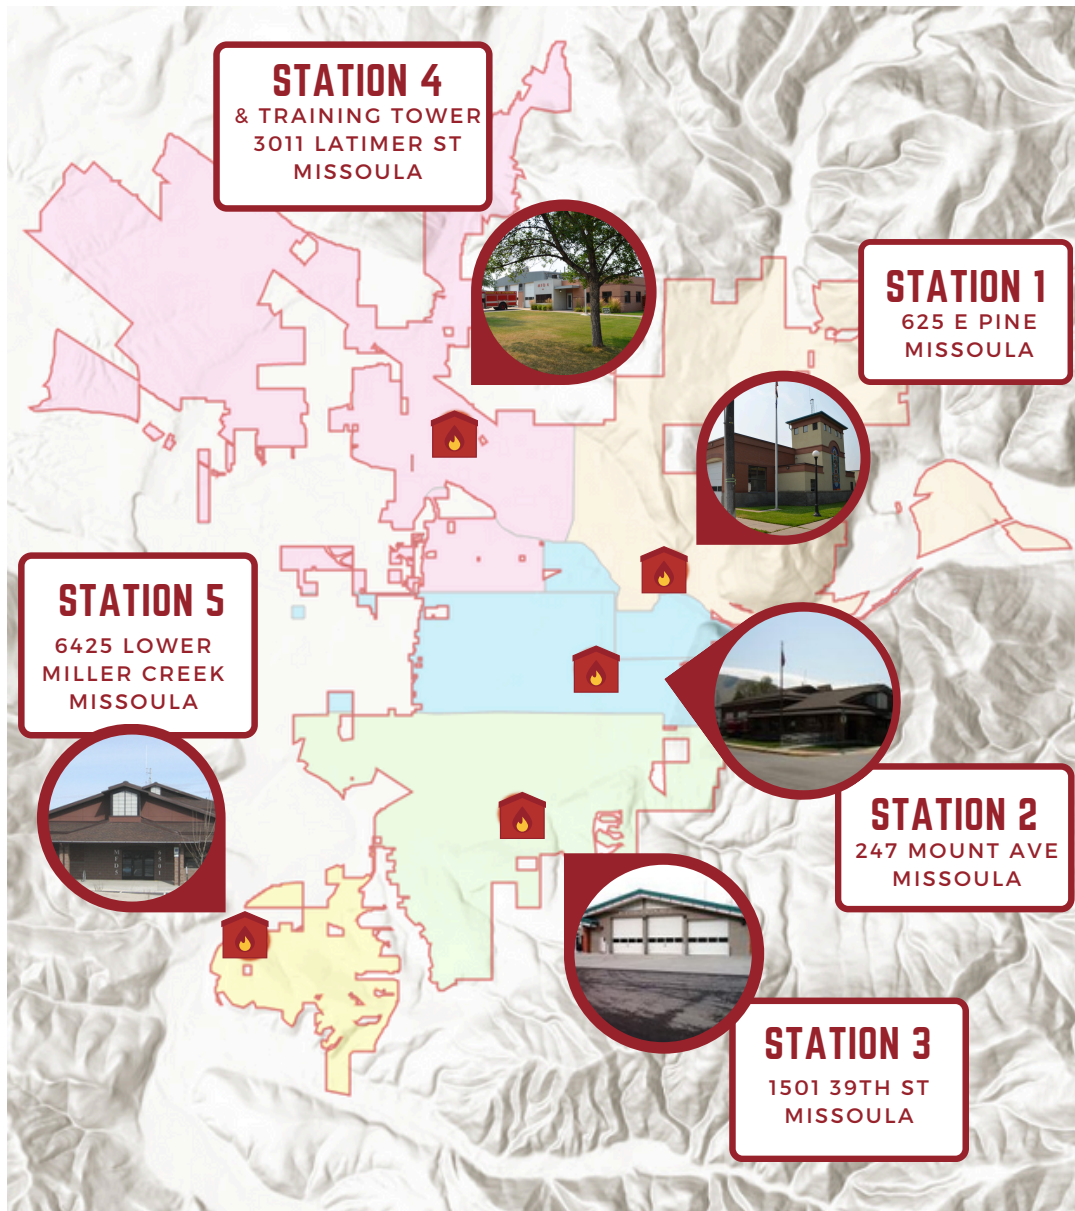 STATION 4
& TRAINING TOWER
3011 LATIMER ST
MISSOULA
STATION 1
625 E PINE
MISSOULA
STATION 5
6425 LOWER
MILLER CREEK
MISSOULA
STATION 2
247 MOUNT AVE
MISSOULA
STATION 3
1501 39TH ST
MISSOULA